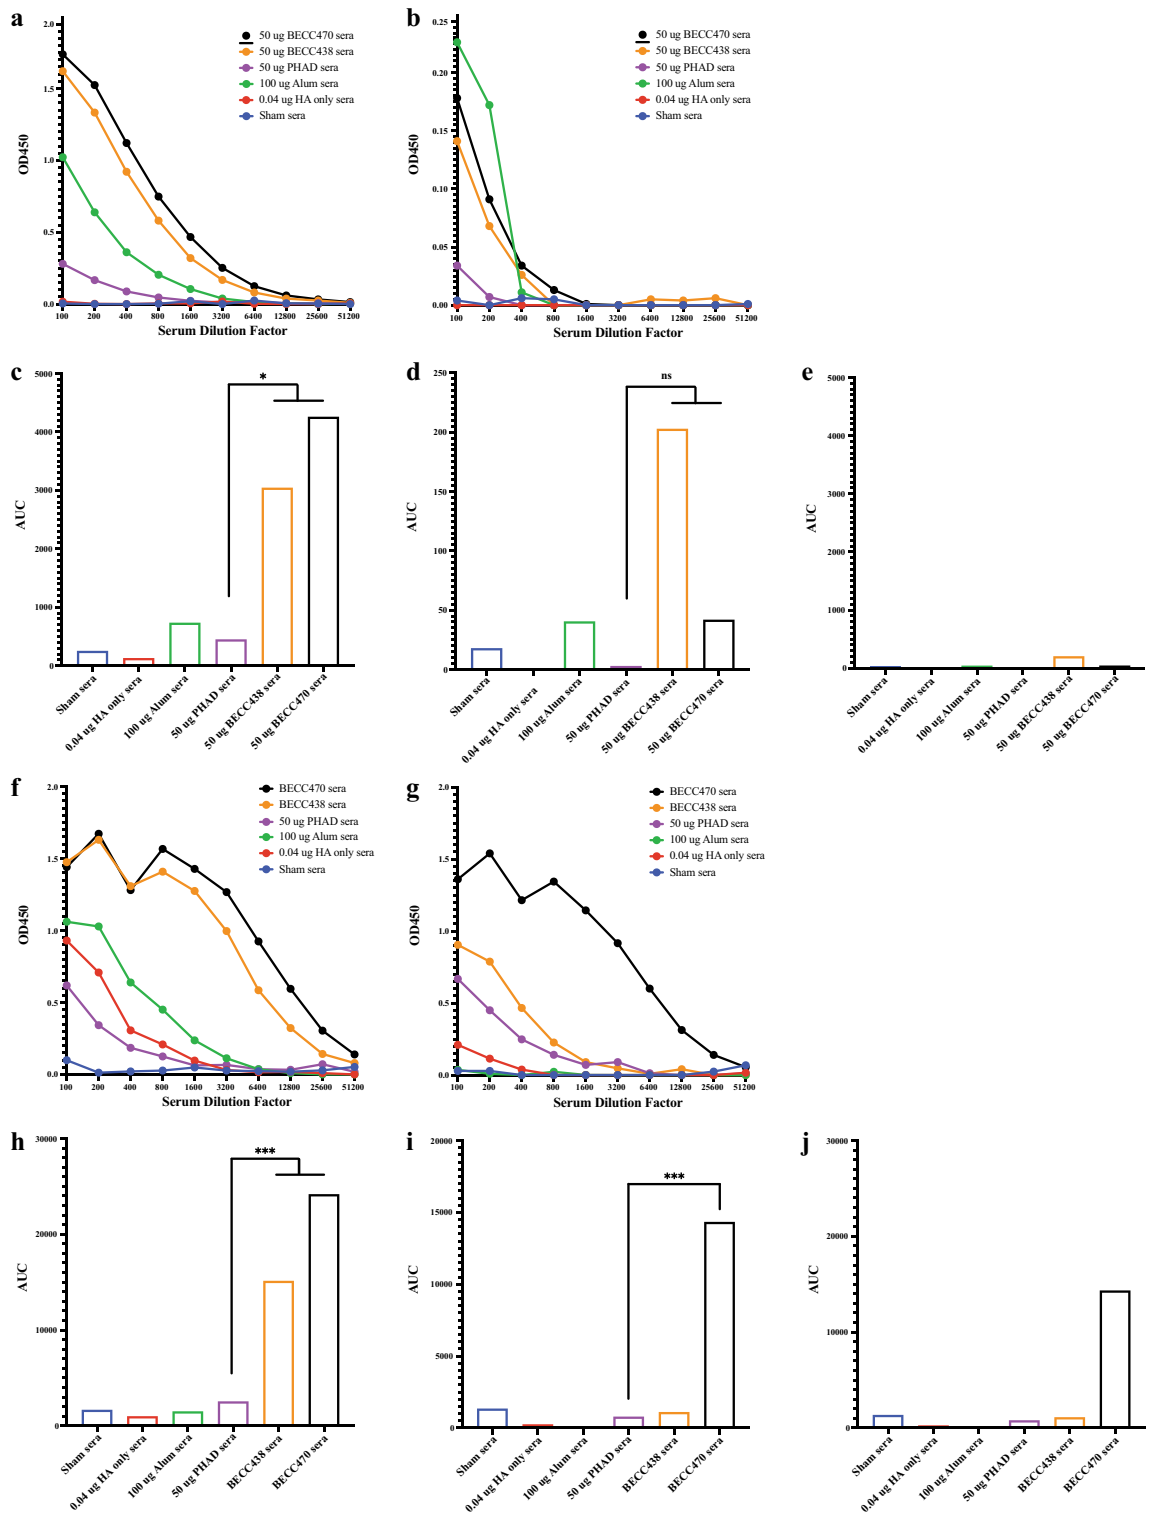 a
2.0
1.5
1.0
0.5
0.0
OD450
100 200 400 800 1600 3200 6400 12800 25600 51200
Serum Dilution Factor
50 ug BECC470 sera
50 ug BECC438 sera
50 ug PHAD sera
100 ug Alum sera
0.04 ug HA only sera
Sham sera
b
0.25
0.20
0.15
0.10
0.05
0.00
OD450
100 200 400 800 1600 3200 6400 12800 25600 51200
Serum Dilution Factor
50 ug BECC470 sera
50 ug BECC438 sera
50 ug PHAD sera
100 ug Alum sera
0.04 ug HA only sera
Sham sera
c
5000
4000
3000
2000
1000
0
AUC
*
Sham sera
0.04 ug HA only sera
100 ug Alum sera
50 ug PHAD sera
50 ug BECC438 sera
50 ug BECC470 sera
d
250
200
150
100
50
0
AUC
ns
Sham sera
0.04 ug HA only sera
100 ug Alum sera
50 ug PHAD sera
50 ug BECC438 sera
50 ug BECC470 sera
e
5000
4000
3000
2000
1000
0
AUC
Sham sera
0.04 ug HA only sera
100 ug Alum sera
50 ug PHAD sera
50 ug BECC438 sera
50 ug BECC470 sera
f
2.0
1.5
1.0
0.5
0.0
OD450
100 200 400 800 1600 3200 6400 12800 25600 51200
Serum Dilution Factor
BECC470 sera
BECC438 sera
50 ug PHAD sera
100 ug Alum sera
0.04 ug HA only sera
Sham sera
g
2.0
1.5
1.0
0.5
0.0
OD450
100 200 400 800 1600 3200 6400 12800 25600 51200
Serum Dilution Factor
BECC470 sera
BECC438 sera
50 ug PHAD sera
100 ug Alum sera
0.04 ug HA only sera
Sham sera
h
30000
20000
10000
0
AUC
***
Sham sera
0.04 ug HA only sera
100 ug Alum sera
50 ug PHAD sera
BECC438 sera
BECC470 sera
i
20000
15000
10000
5000
0
AUC
***
Sham sera
0.04 ug HA only sera
100 ug Alum sera
50 ug PHAD sera
BECC438 sera
BECC470 sera
j
30000
20000
10000
0
AUC
Sham sera
0.04 ug HA only sera
100 ug Alum sera
50 ug PHAD sera
BECC438 sera
BECC470 sera